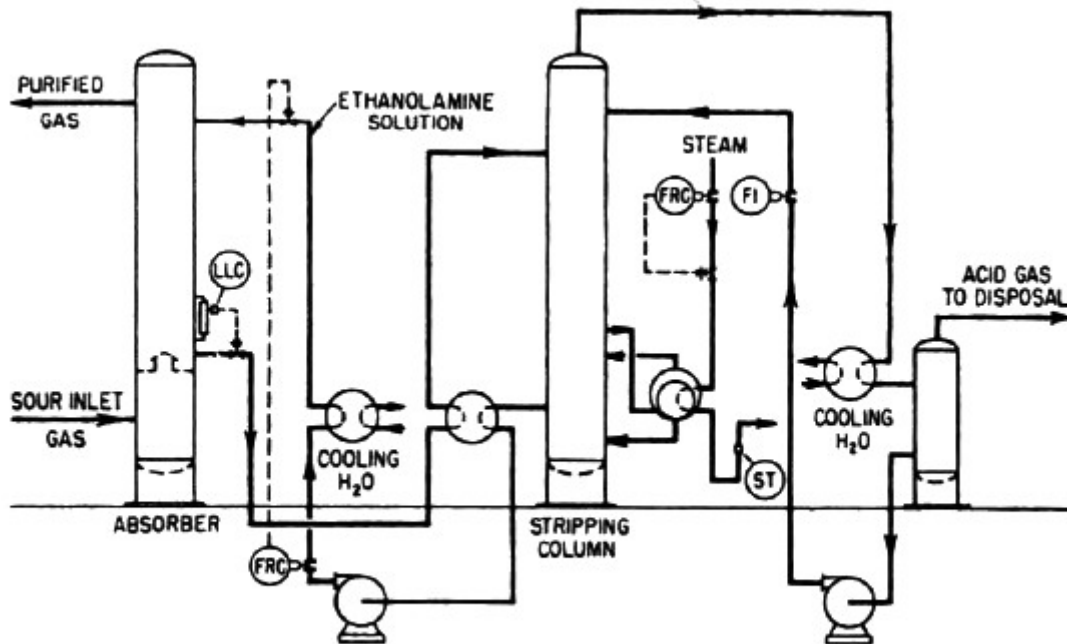 PURIFIED
GAS
ETHANOLAMINE
SOLUTION
STEAM
FRC
FI
LLC
ACID GAS
TO DISPOSAL
SOUR INLET
GAS
COOLING
H₂O
COOLING
H₂O
ST
ABSORBER
STRIPPING
COLUMN
FRC